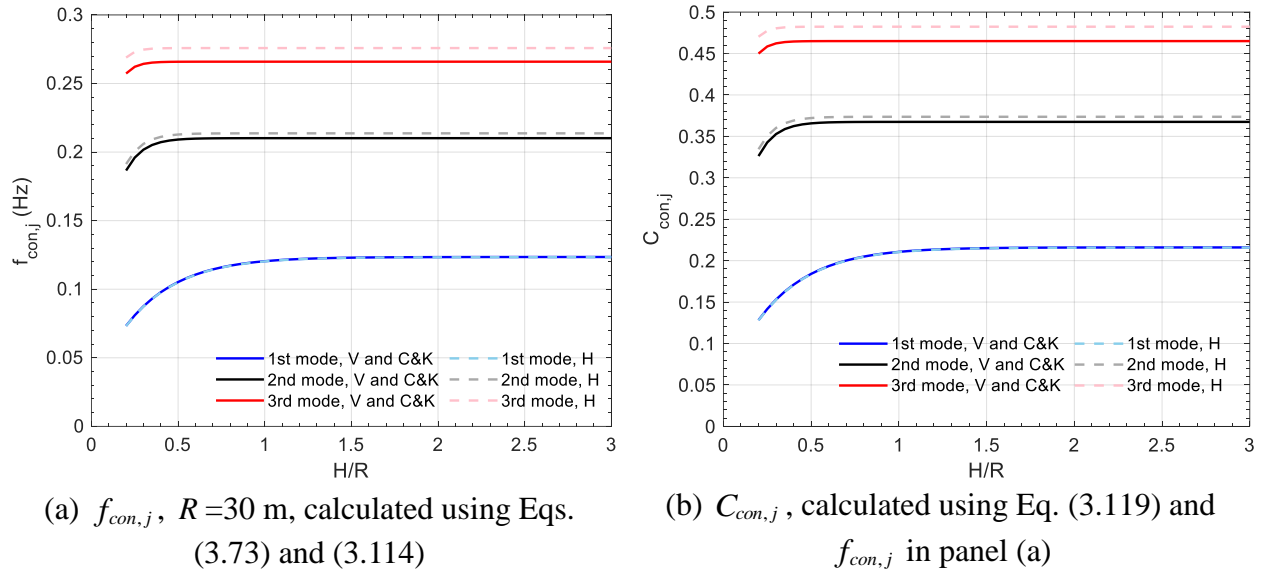 0.3
0.25
0.2
0.15
0.1
0.05
0
f_con,j (Hz)
1st mode, V and C&K
2nd mode, V and C&K
3rd mode, V and C&K
1st mode, H
2nd mode, H
3rd mode, H
0 0.5 1 1.5 2 2.5 3
H/R
(a) f_con,j , R =30 m, calculated using Eqs.
(3.73) and (3.114)
0.5
0.45
0.4
0.35
0.3
0.25
0.2
0.15
0.1
0.05
0
C_con,j
1st mode, V and C&K
2nd mode, V and C&K
3rd mode, V and C&K
1st mode, H
2nd mode, H
3rd mode, H
0 0.5 1 1.5 2 2.5 3
H/R
(b) C_con,j , calculated using Eq. (3.119) and
f_con,j in panel (a)